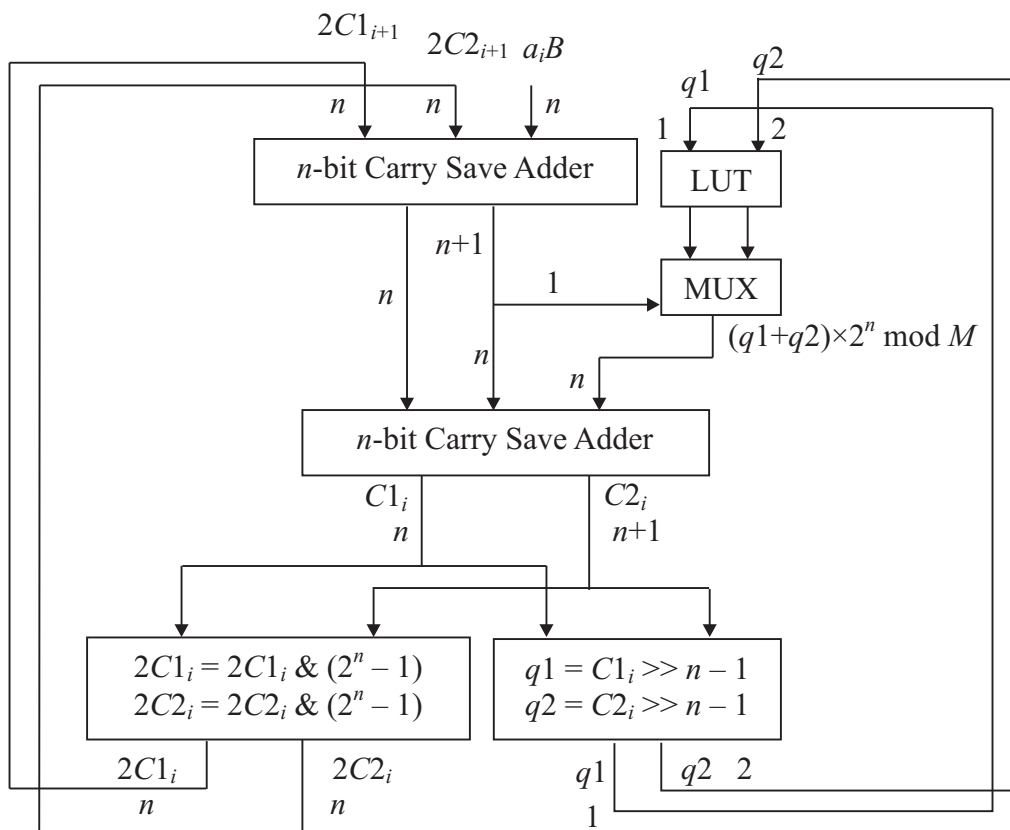 2C1ᵢ₊₁
2C2ᵢ₊₁ aᵢB
q1 q2
n n n
1 2
n-bit Carry Save Adder
LUT
n+1
n
1
MUX
(q1+q2)×2ⁿ mod M
n
n
n-bit Carry Save Adder
C1ᵢ C2ᵢ
n n+1
2C1ᵢ = 2C1ᵢ & (2ⁿ – 1)
2C2ᵢ = 2C2ᵢ & (2ⁿ – 1)
q1 = C1ᵢ >> n – 1
q2 = C2ᵢ >> n – 1
2C1ᵢ 2C2ᵢ
n n
q1 q2 2
1